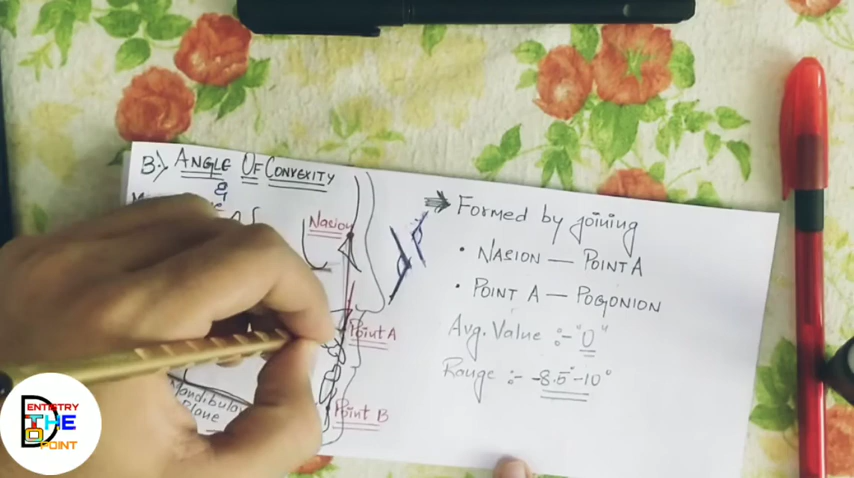 B:) ANGLE OF CONVEXITY
Nasion
Point A
Mandibular
Plane
Point B
⇒ Formed by joining
• NASION — POINT A
• POINT A — POGONION
Avg. Value :- "0"
Range :- -8.5° - 10°
DENTISTRY
THE
POINT